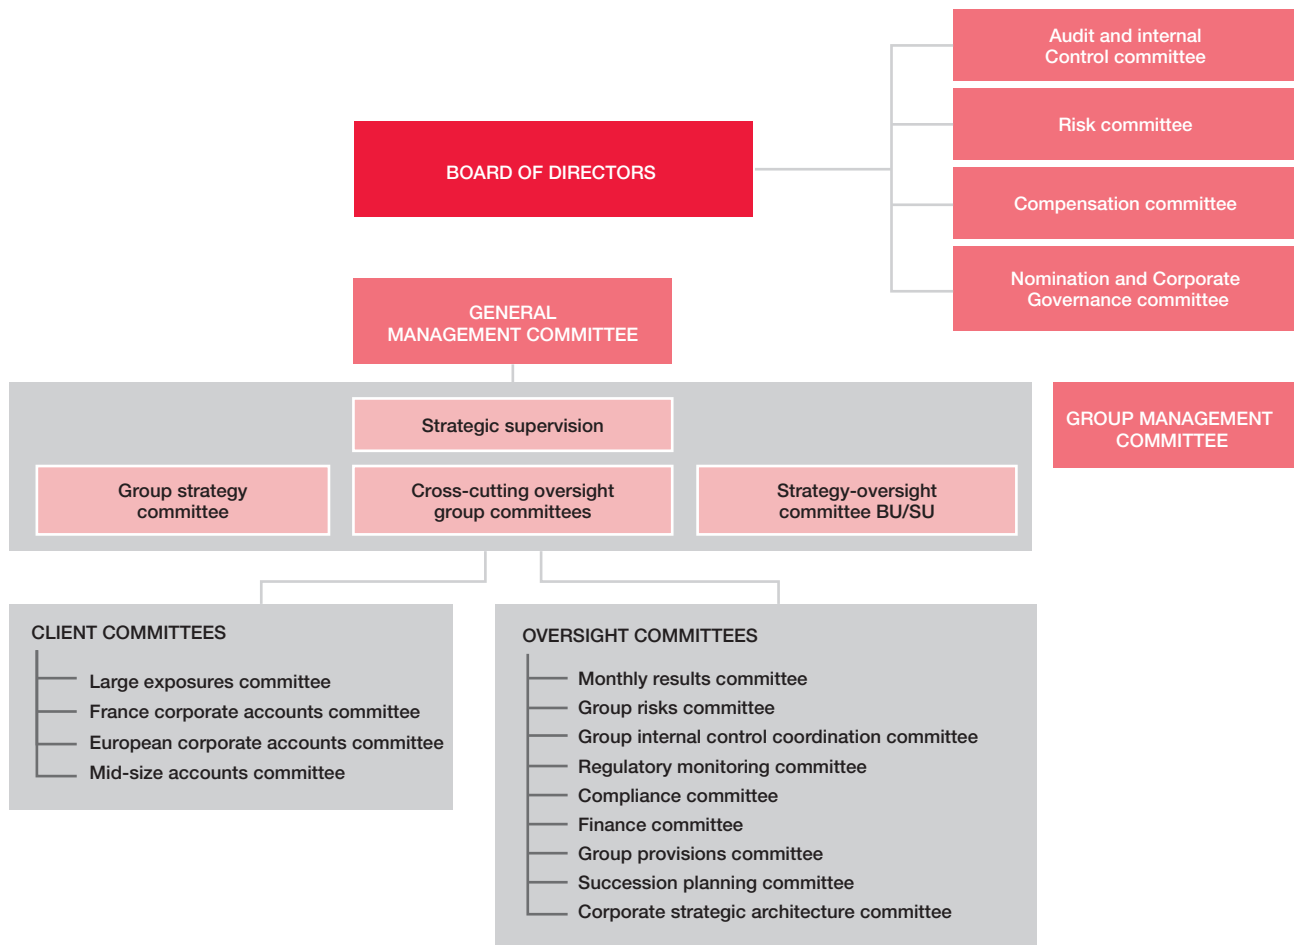 Audit and internal
Control committee
Risk committee
BOARD OF DIRECTORS
Compensation committee
Nomination and Corporate
Governance committee
GENERAL
MANAGEMENT COMMITTEE
GROUP MANAGEMENT
COMMITTEE
Strategic supervision
Group strategy
committee
Cross-cutting oversight
group committees
Strategy-oversight
committee BU/SU
CLIENT COMMITTEES
Large exposures committee
France corporate accounts committee
European corporate accounts committee
Mid-size accounts committee
OVERSIGHT COMMITTEES
Monthly results committee
Group risks committee
Group internal control coordination committee
Regulatory monitoring committee
Compliance committee
Finance committee
Group provisions committee
Succession planning committee
Corporate strategic architecture committee